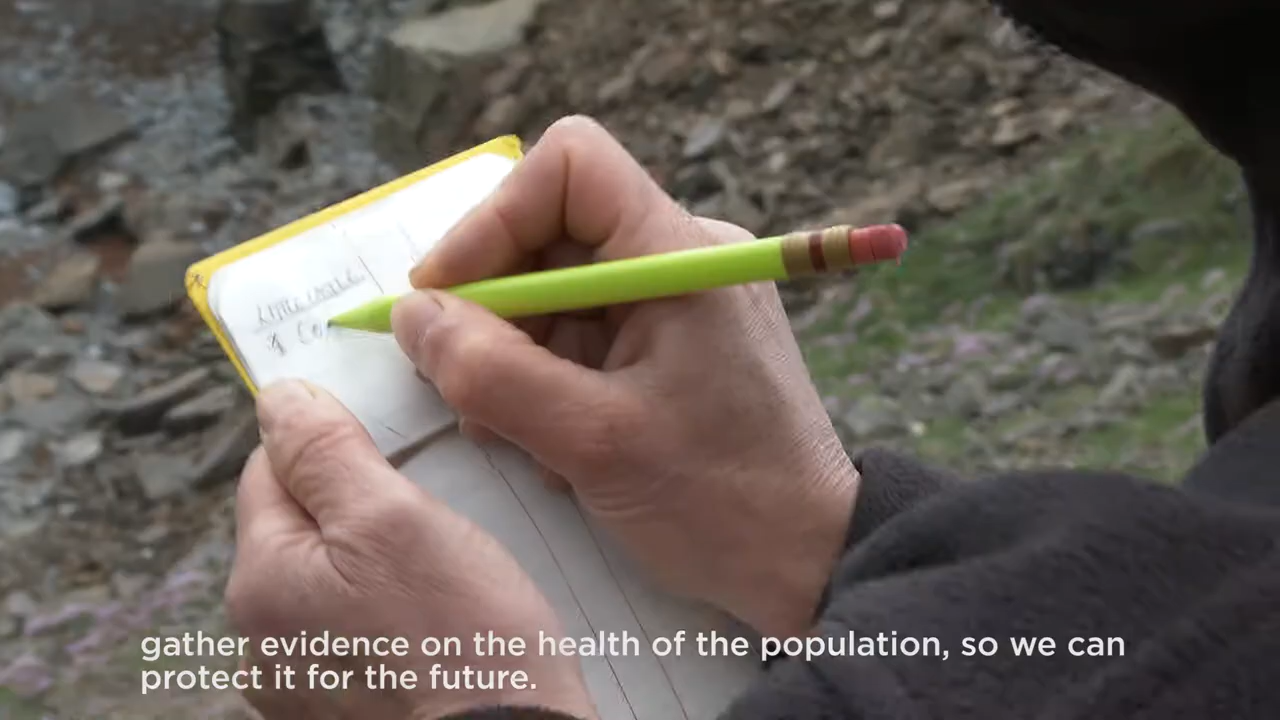 gather evidence on the health of the population, so we can
protect it for the future.